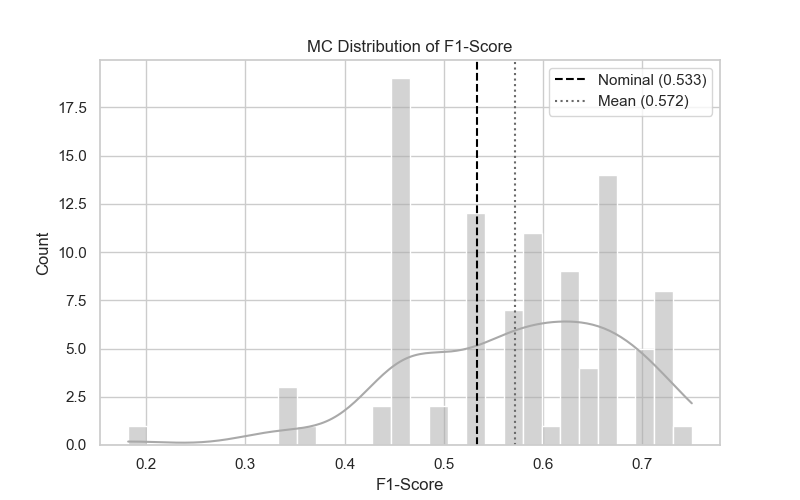 MC Distribution of F1-Score
Nominal (0.533)
Mean (0.572)
Count
17.5
15.0
12.5
10.0
7.5
5.0
2.5
0.0
0.2 0.3 0.4 0.5 0.6 0.7
F1-Score